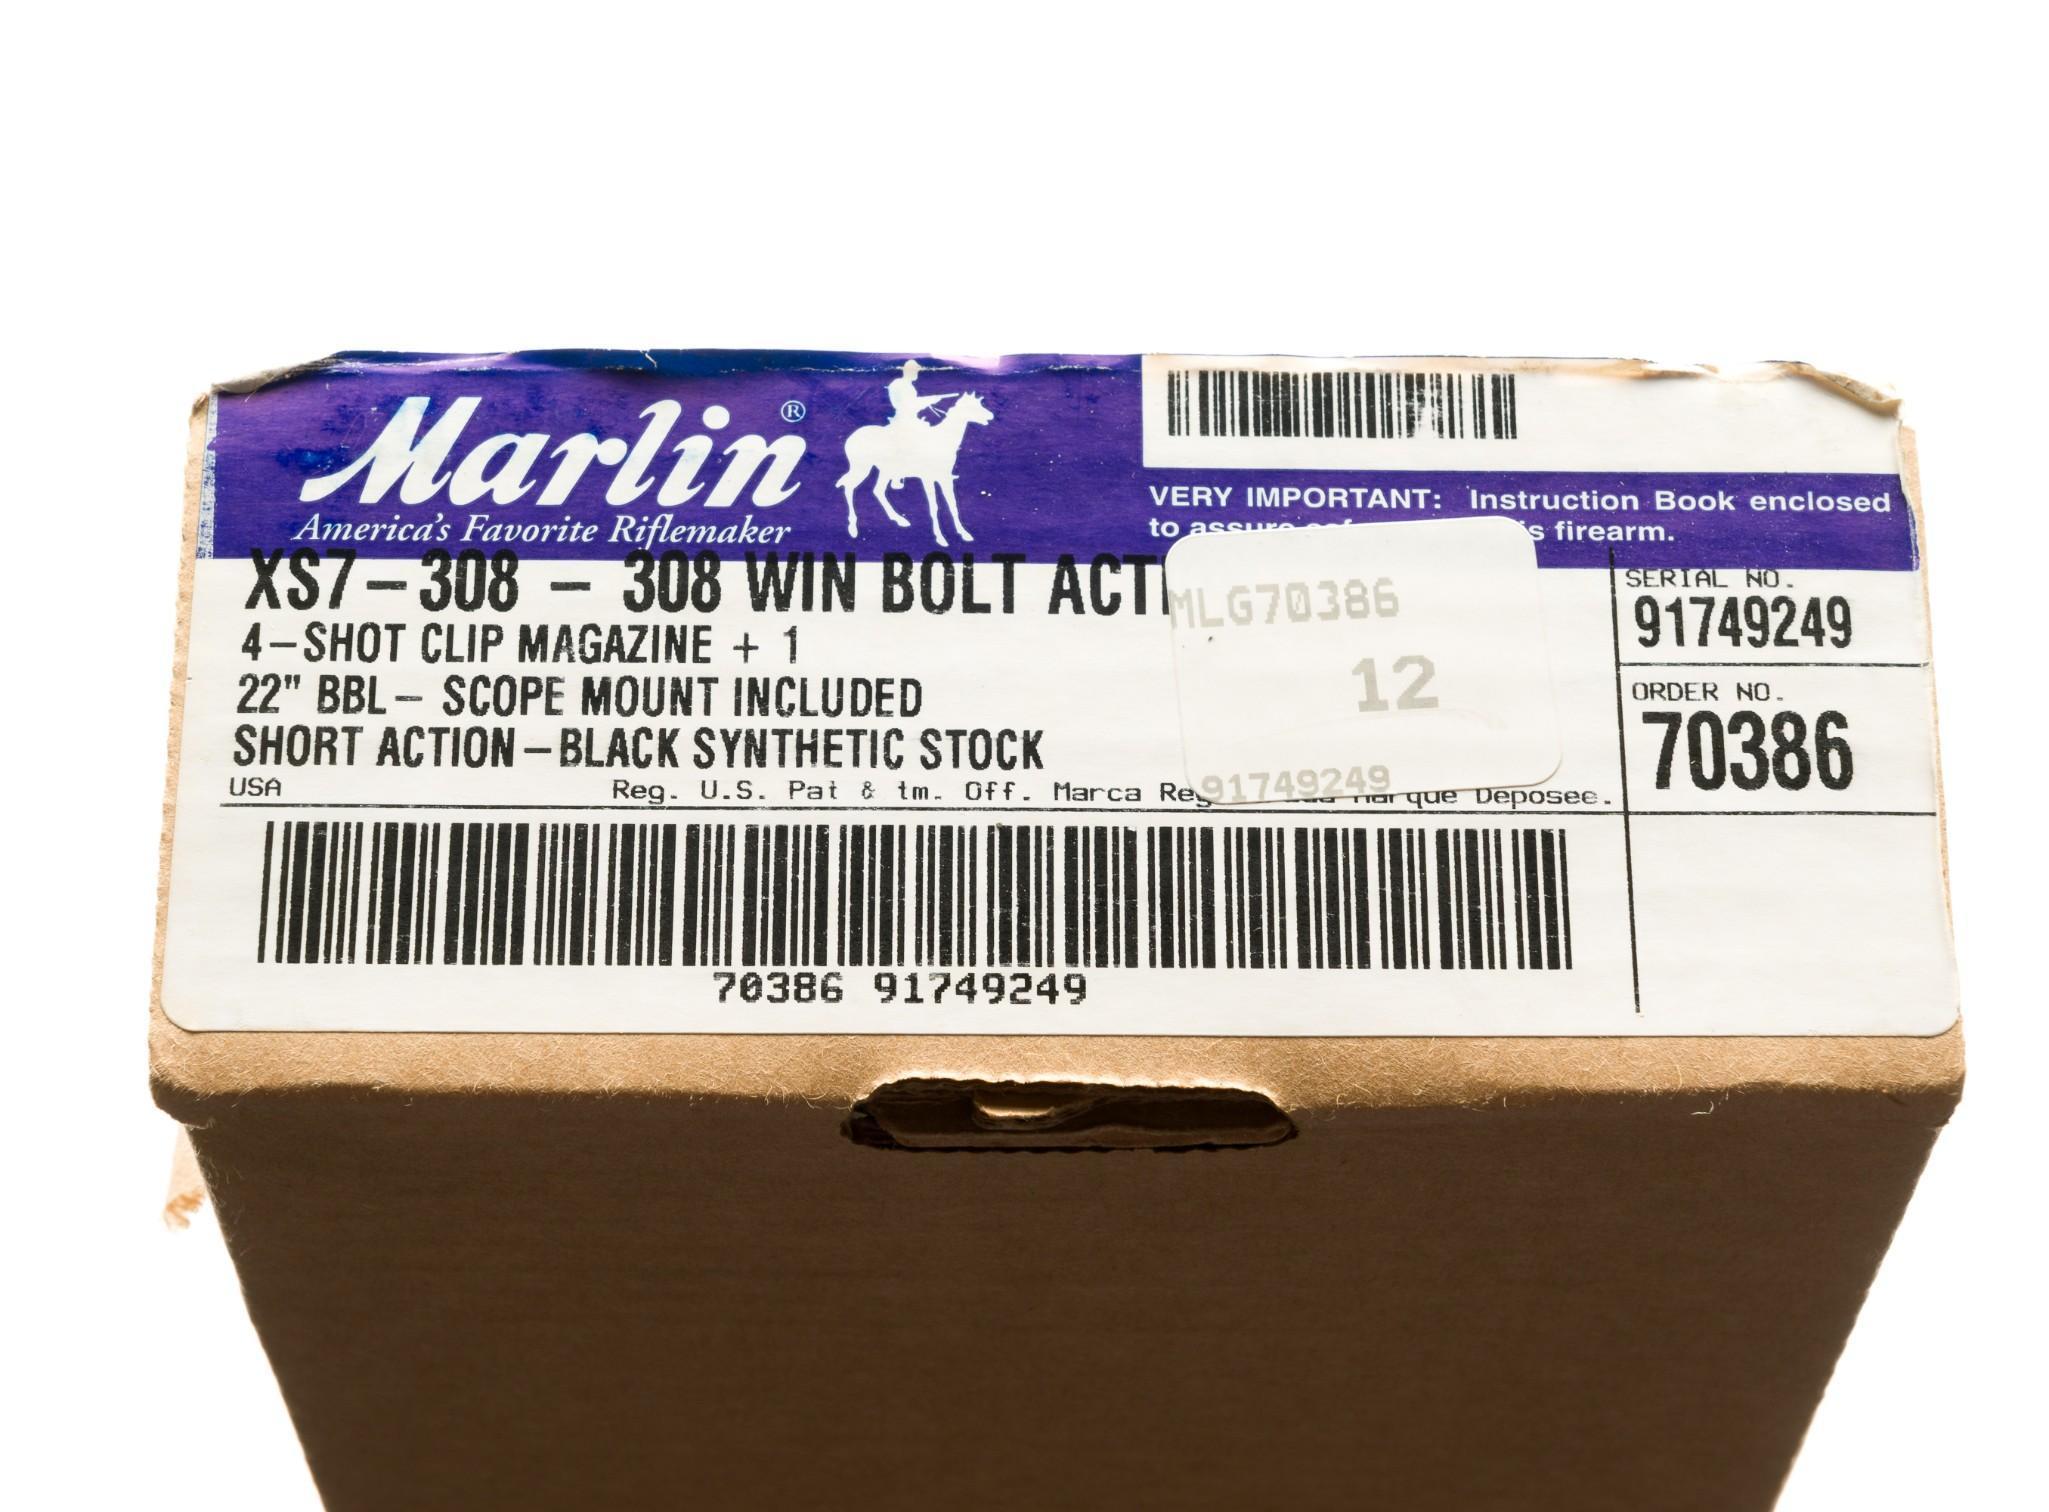 Marlin®
America's Favorite Riflemaker
VERY IMPORTANT: Instruction Book enclosed
to assure firearm.
XS7-308 - 308 WIN BOLT
4-SHOT CLIP MAGAZINE + 1
22" BBL- SCOPE MOUNT INCLUDED
SHORT ACTION-BLACK SYNTHETIC STOCK
USA Reg. U.S. Pat & tm. Off. Marca Marque Deposee.
MLG70386
12
91749249
SERIAL NO.
91749249
ORDER NO.
70386
70386 91749249